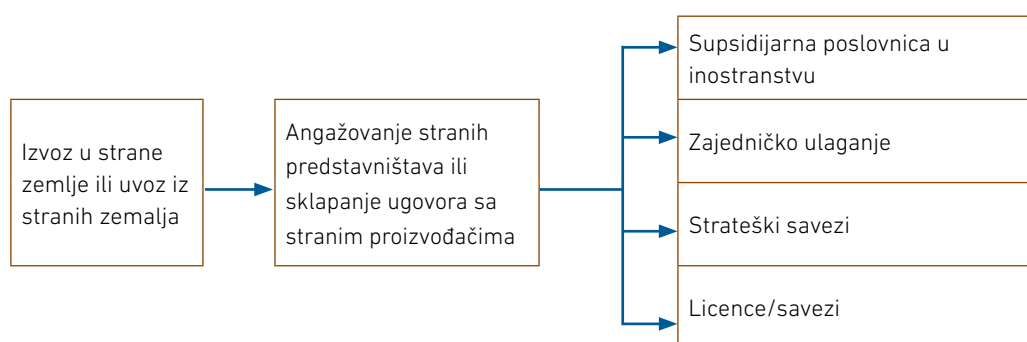 Izvoz u strane
zemlje ili uvoz iz
stranih zemalja
Angažovanje stranih
predstavništava ili
sklapanje ugovora sa
stranim proizvođačima
Supsidijarna poslovnica u
inostranstvu
Zajedničko ulaganje
Strateški savezi
Licence/savezi